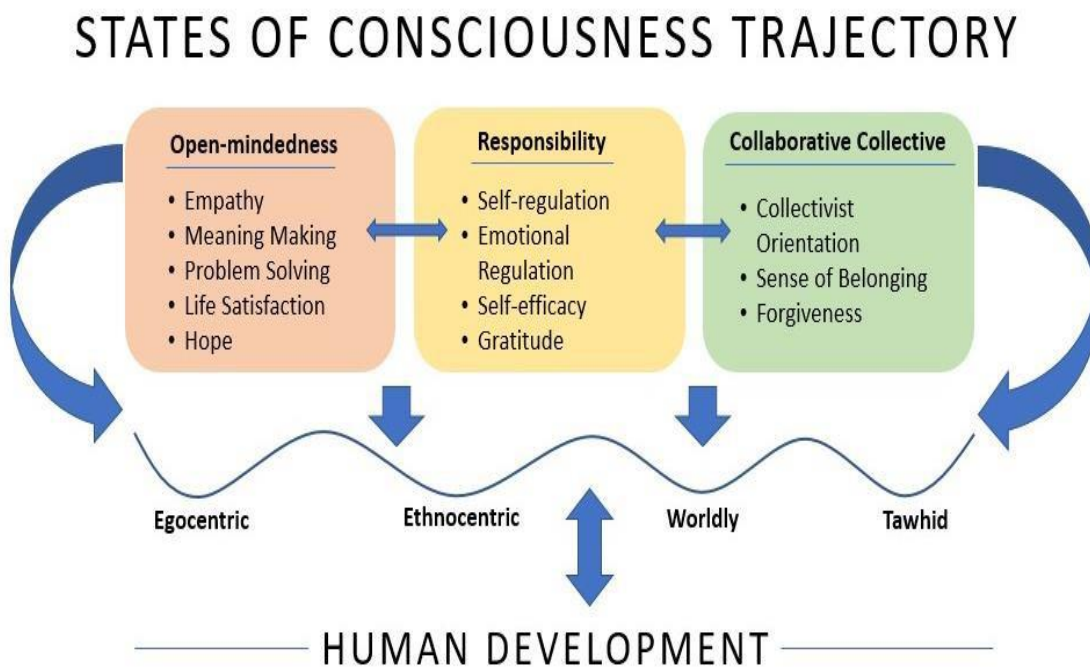 STATES OF CONSCIOUSNESS TRAJECTORY
Open-mindedness
• Empathy
• Meaning Making
• Problem Solving
• Life Satisfaction
• Hope
Responsibility
• Self-regulation
• Emotional
Regulation
• Self-efficacy
• Gratitude
Collaborative Collective
• Collectivist
Orientation
• Sense of Belonging
• Forgiveness
Egocentric
Ethnocentric
Worldly
Tawhid
HUMAN DEVELOPMENT